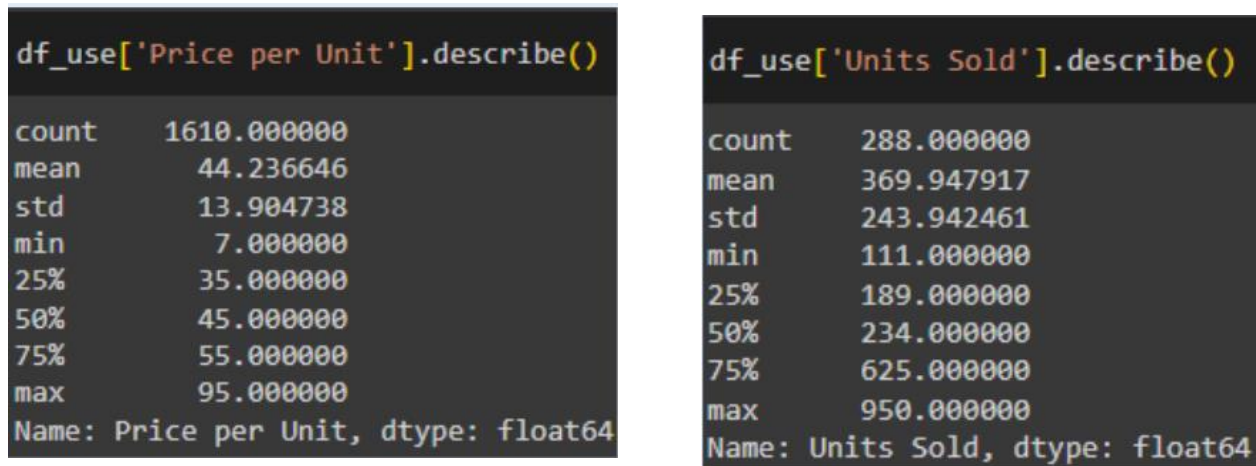 df_use['Price per Unit'].describe()
count 1610.000000
mean 44.236646
std 13.904738
min 7.000000
25% 35.000000
50% 45.000000
75% 55.000000
max 95.000000
Name: Price per Unit, dtype: float64
df_use['Units Sold'].describe()
count 288.000000
mean 369.947917
std 243.942461
min 111.000000
25% 189.000000
50% 234.000000
75% 625.000000
max 950.000000
Name: Units Sold, dtype: float64